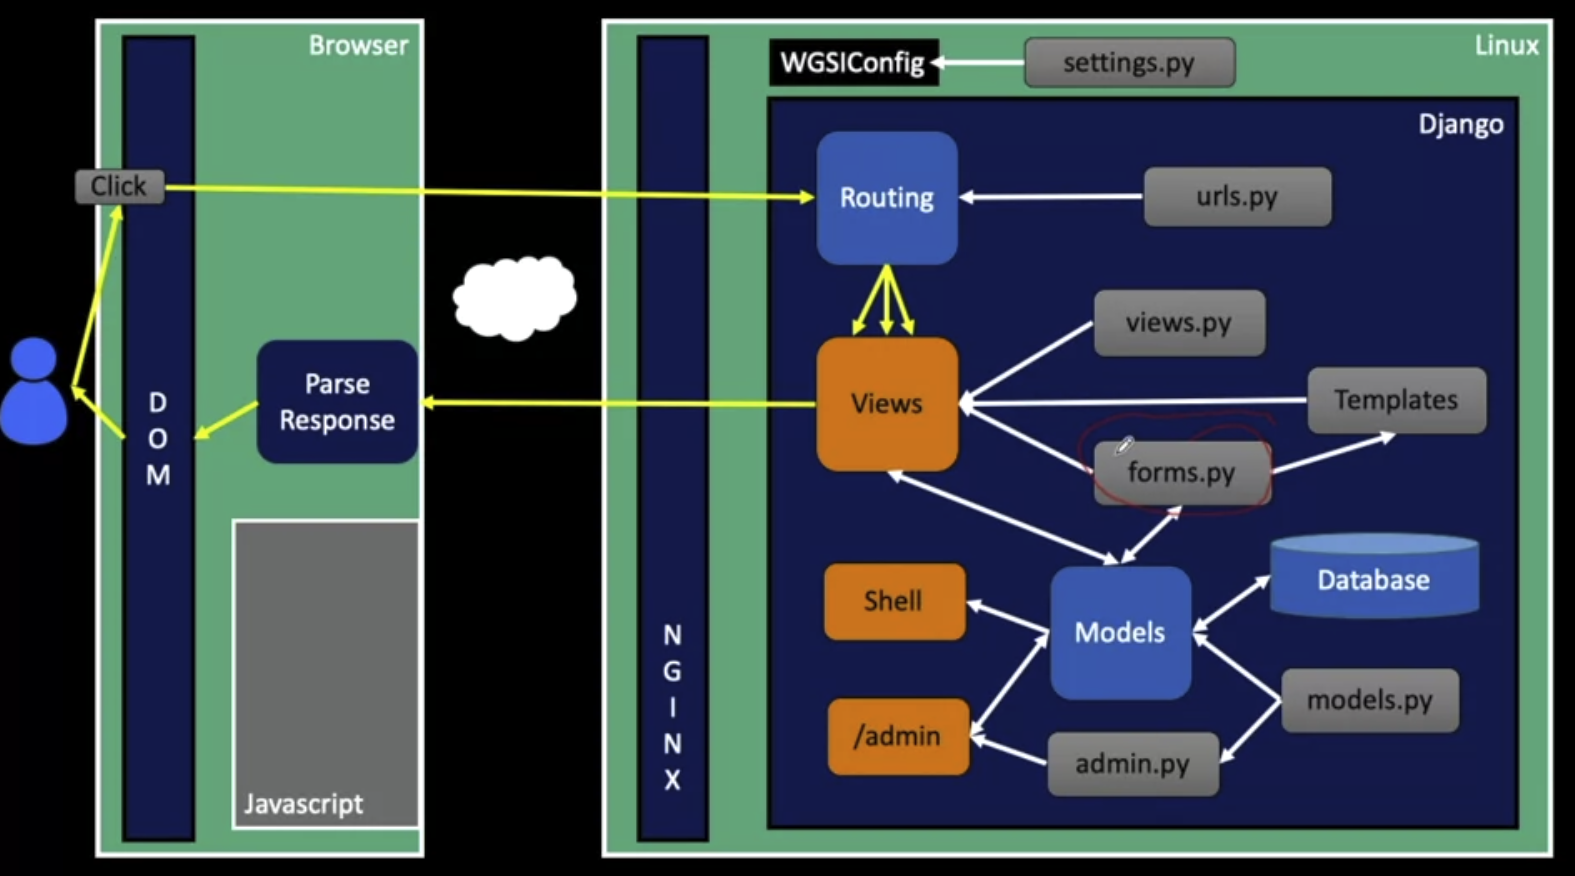 Browser
Linux
WGSIConfig
settings.py
Django
Click
Routing
urls.py
views.py
Parse
Response
D
O
M
Views
Templates
forms.py
Shell
Models
Database
N
G
I
N
X
/admin
models.py
admin.py
Javascript